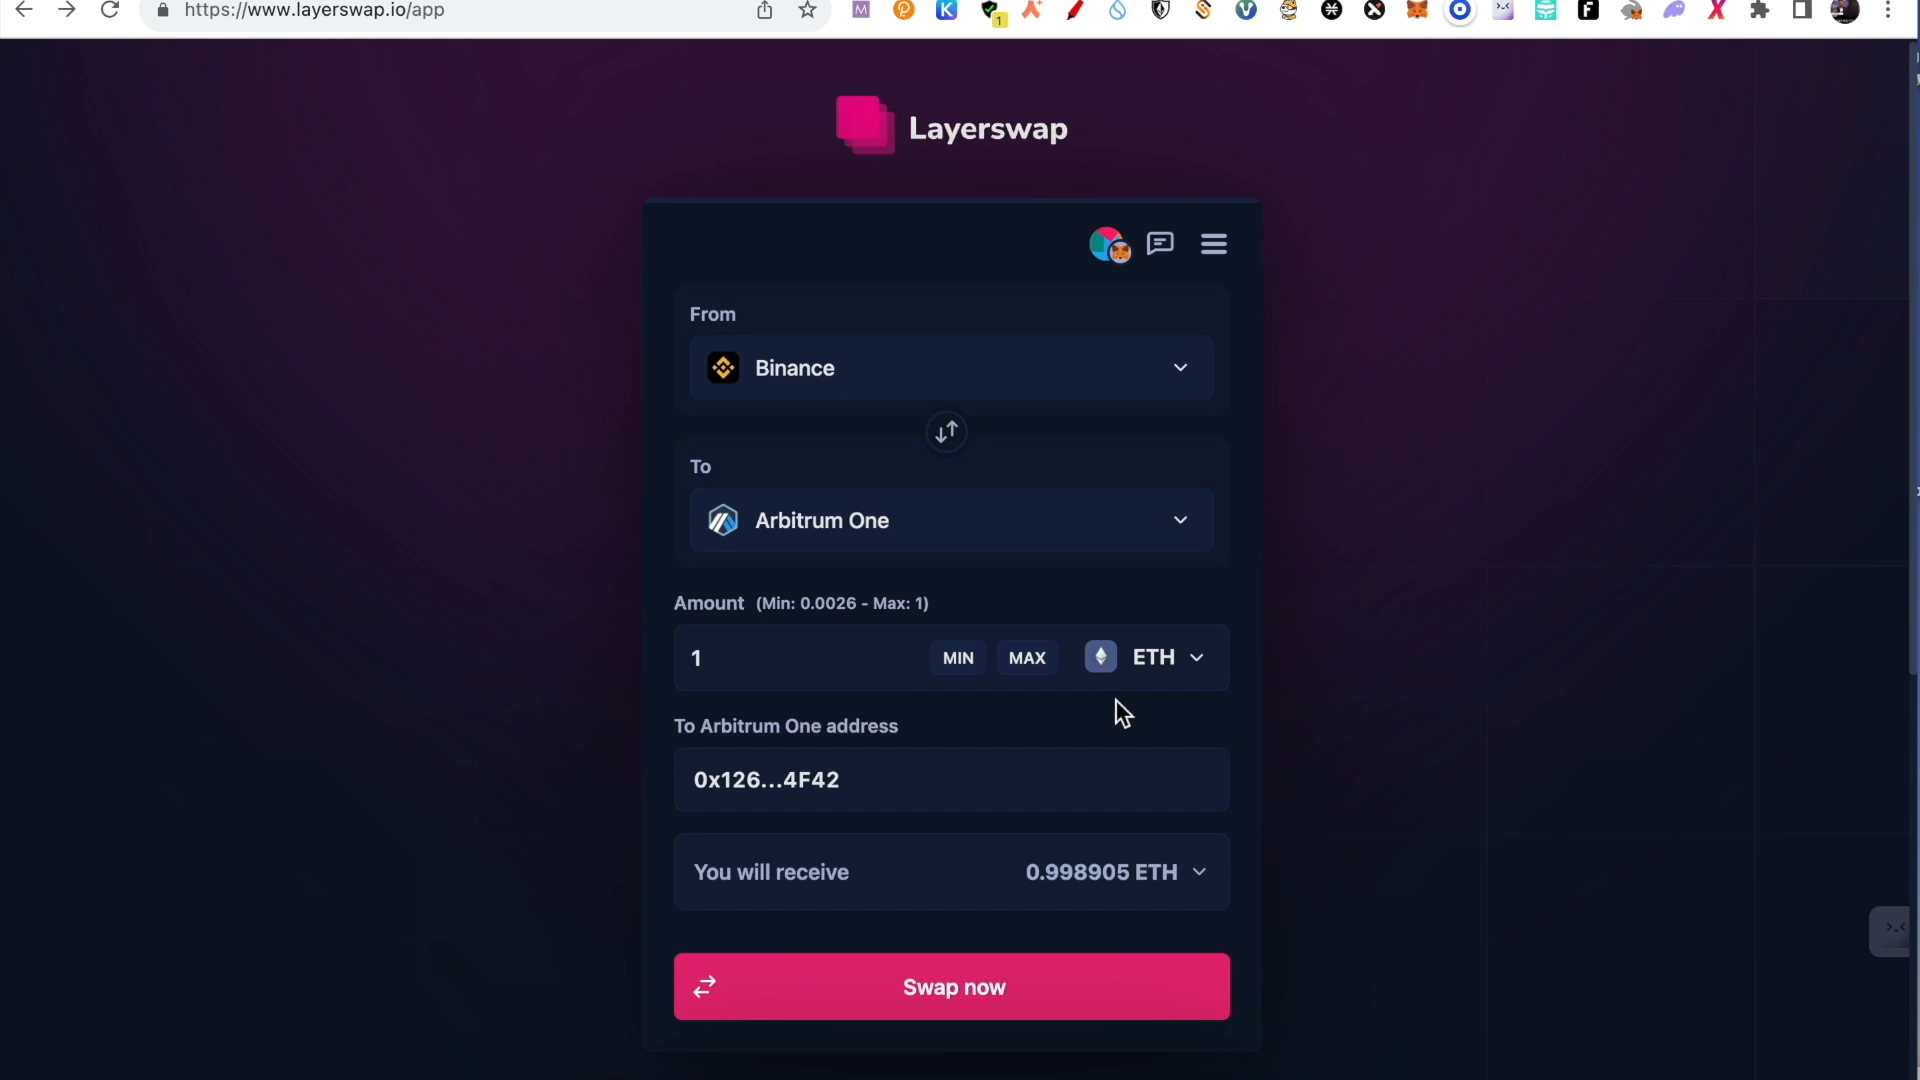 https://www.layerswap.io/app
1
Layerswap
From
Binance
To
Arbitrum One
Amount (Min: 0.0026 - Max: 1)
1 MIN MAX ETH
To Arbitrum One address
0x126...4F42
You will receive 0.998905 ETH
Swap now